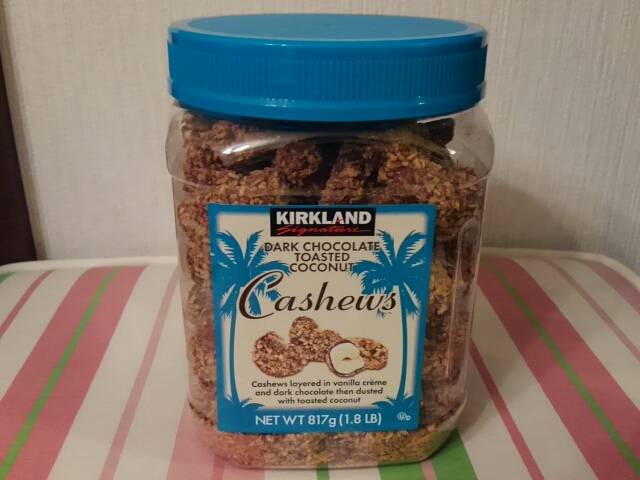 KIRKLAND
Signature
DARK CHOCOLATE
TOASTED
COCONUT
Cashews
Cashews layered in vanilla crème
and dark chocolate then dusted
with toasted coconut
NET WT 817g (1.8 LB)
UD